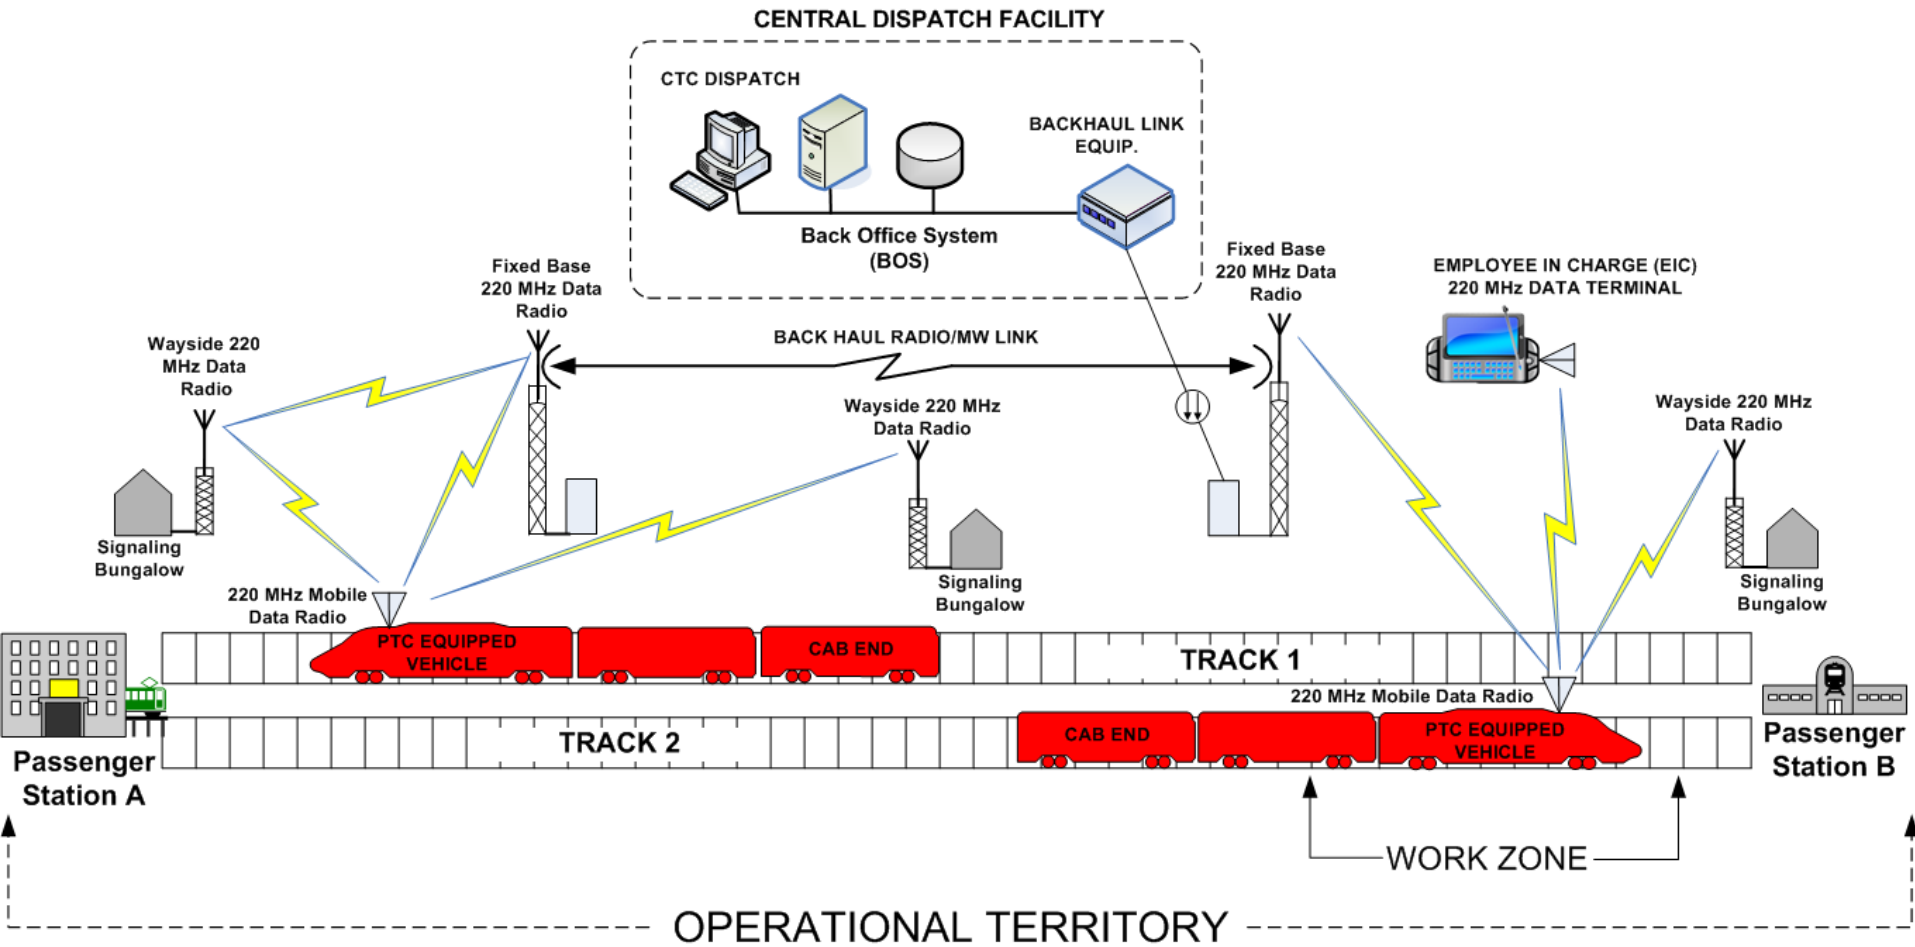 CENTRAL DISPATCH FACILITY
CTC DISPATCH
BACKHAUL LINK
EQUIP.
Back Office System
(BOS)
Fixed Base
220 MHz Data
Radio
Fixed Base
220 MHz Data
Radio
EMPLOYEE IN CHARGE (EIC)
220 MHz DATA TERMINAL
BACK HAUL RADIO/MW LINK
Wayside 220
MHz Data
Radio
Wayside 220 MHz
Data Radio
Wayside 220 MHz
Data Radio
Signaling
Bungalow
Signaling
Bungalow
Signaling
Bungalow
220 MHz Mobile
Data Radio
PTC EQUIPPED
VEHICLE
CAB END
TRACK 1
220 MHz Mobile Data Radio
TRACK 2
CAB END
PTC EQUIPPED
VEHICLE
Passenger
Station A
Passenger
Station B
WORK ZONE
OPERATIONAL TERRITORY